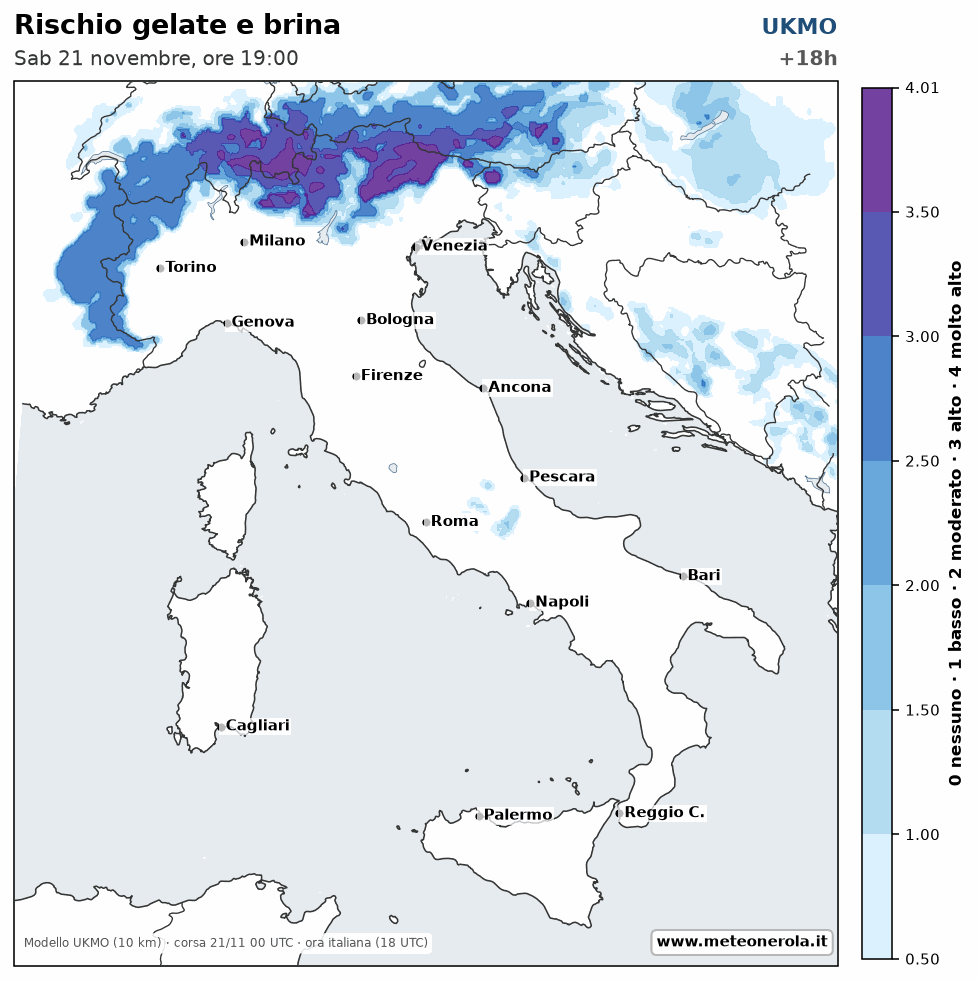 Rischio gelate e brina
UKMO
Sab 21 novembre, ore 19:00
+18h
4.01
3.50
3.00
2.50
2.00
1.50
1.00
0.50
0 nessuno · 1 basso · 2 moderato · 3 alto · 4 molto alto
Milano
Venezia
Torino
Genova
Bologna
Firenze
Ancona
Pescara
Roma
Bari
Napoli
Cagliari
Palermo
Reggio C.
Modello UKMO (10 km) · corsa 21/11 00 UTC · ora italiana (18 UTC)
www.meteonerola.it